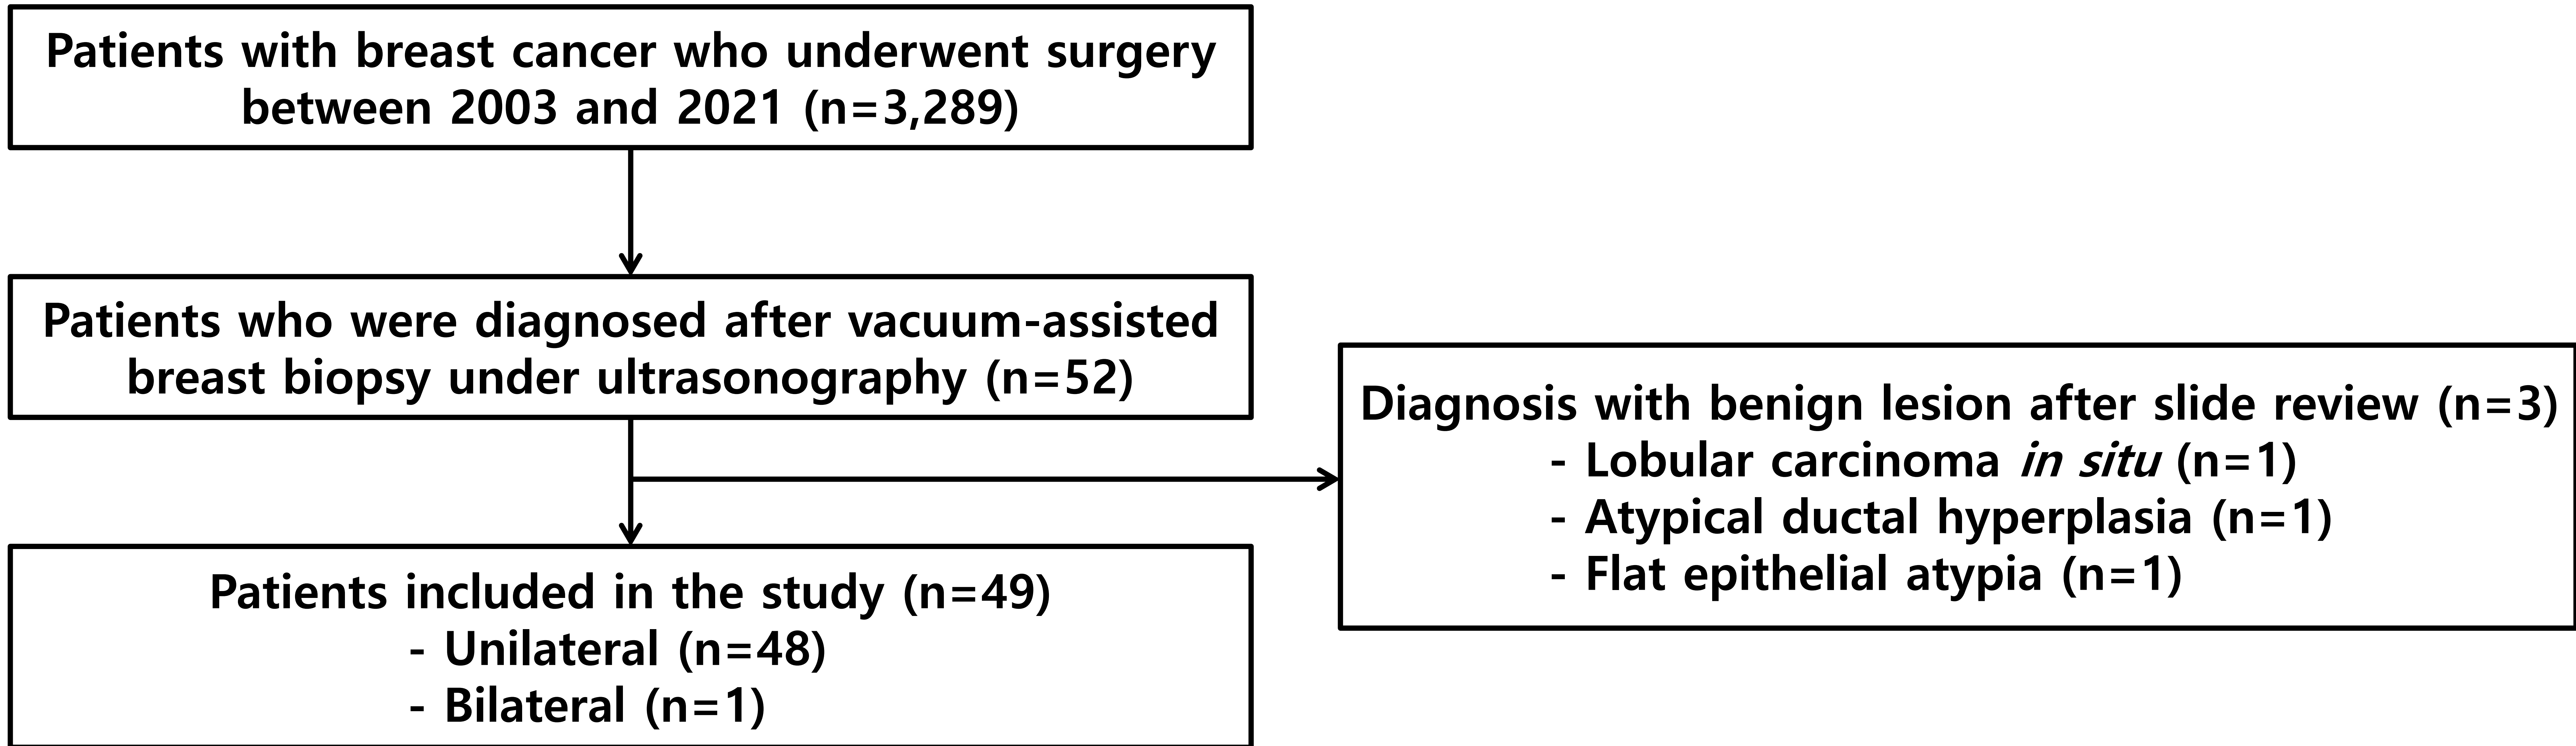 Patients with breast cancer who underwent surgery
between 2003 and 2021 (n=3,289)
Patients who were diagnosed after vacuum-assisted
breast biopsy under ultrasonography (n=52)
Diagnosis with benign lesion after slide review (n=3)
- Lobular carcinoma in situ (n=1)
- Atypical ductal hyperplasia (n=1)
- Flat epithelial atypia (n=1)
Patients included in the study (n=49)
- Unilateral (n=48)
- Bilateral (n=1)